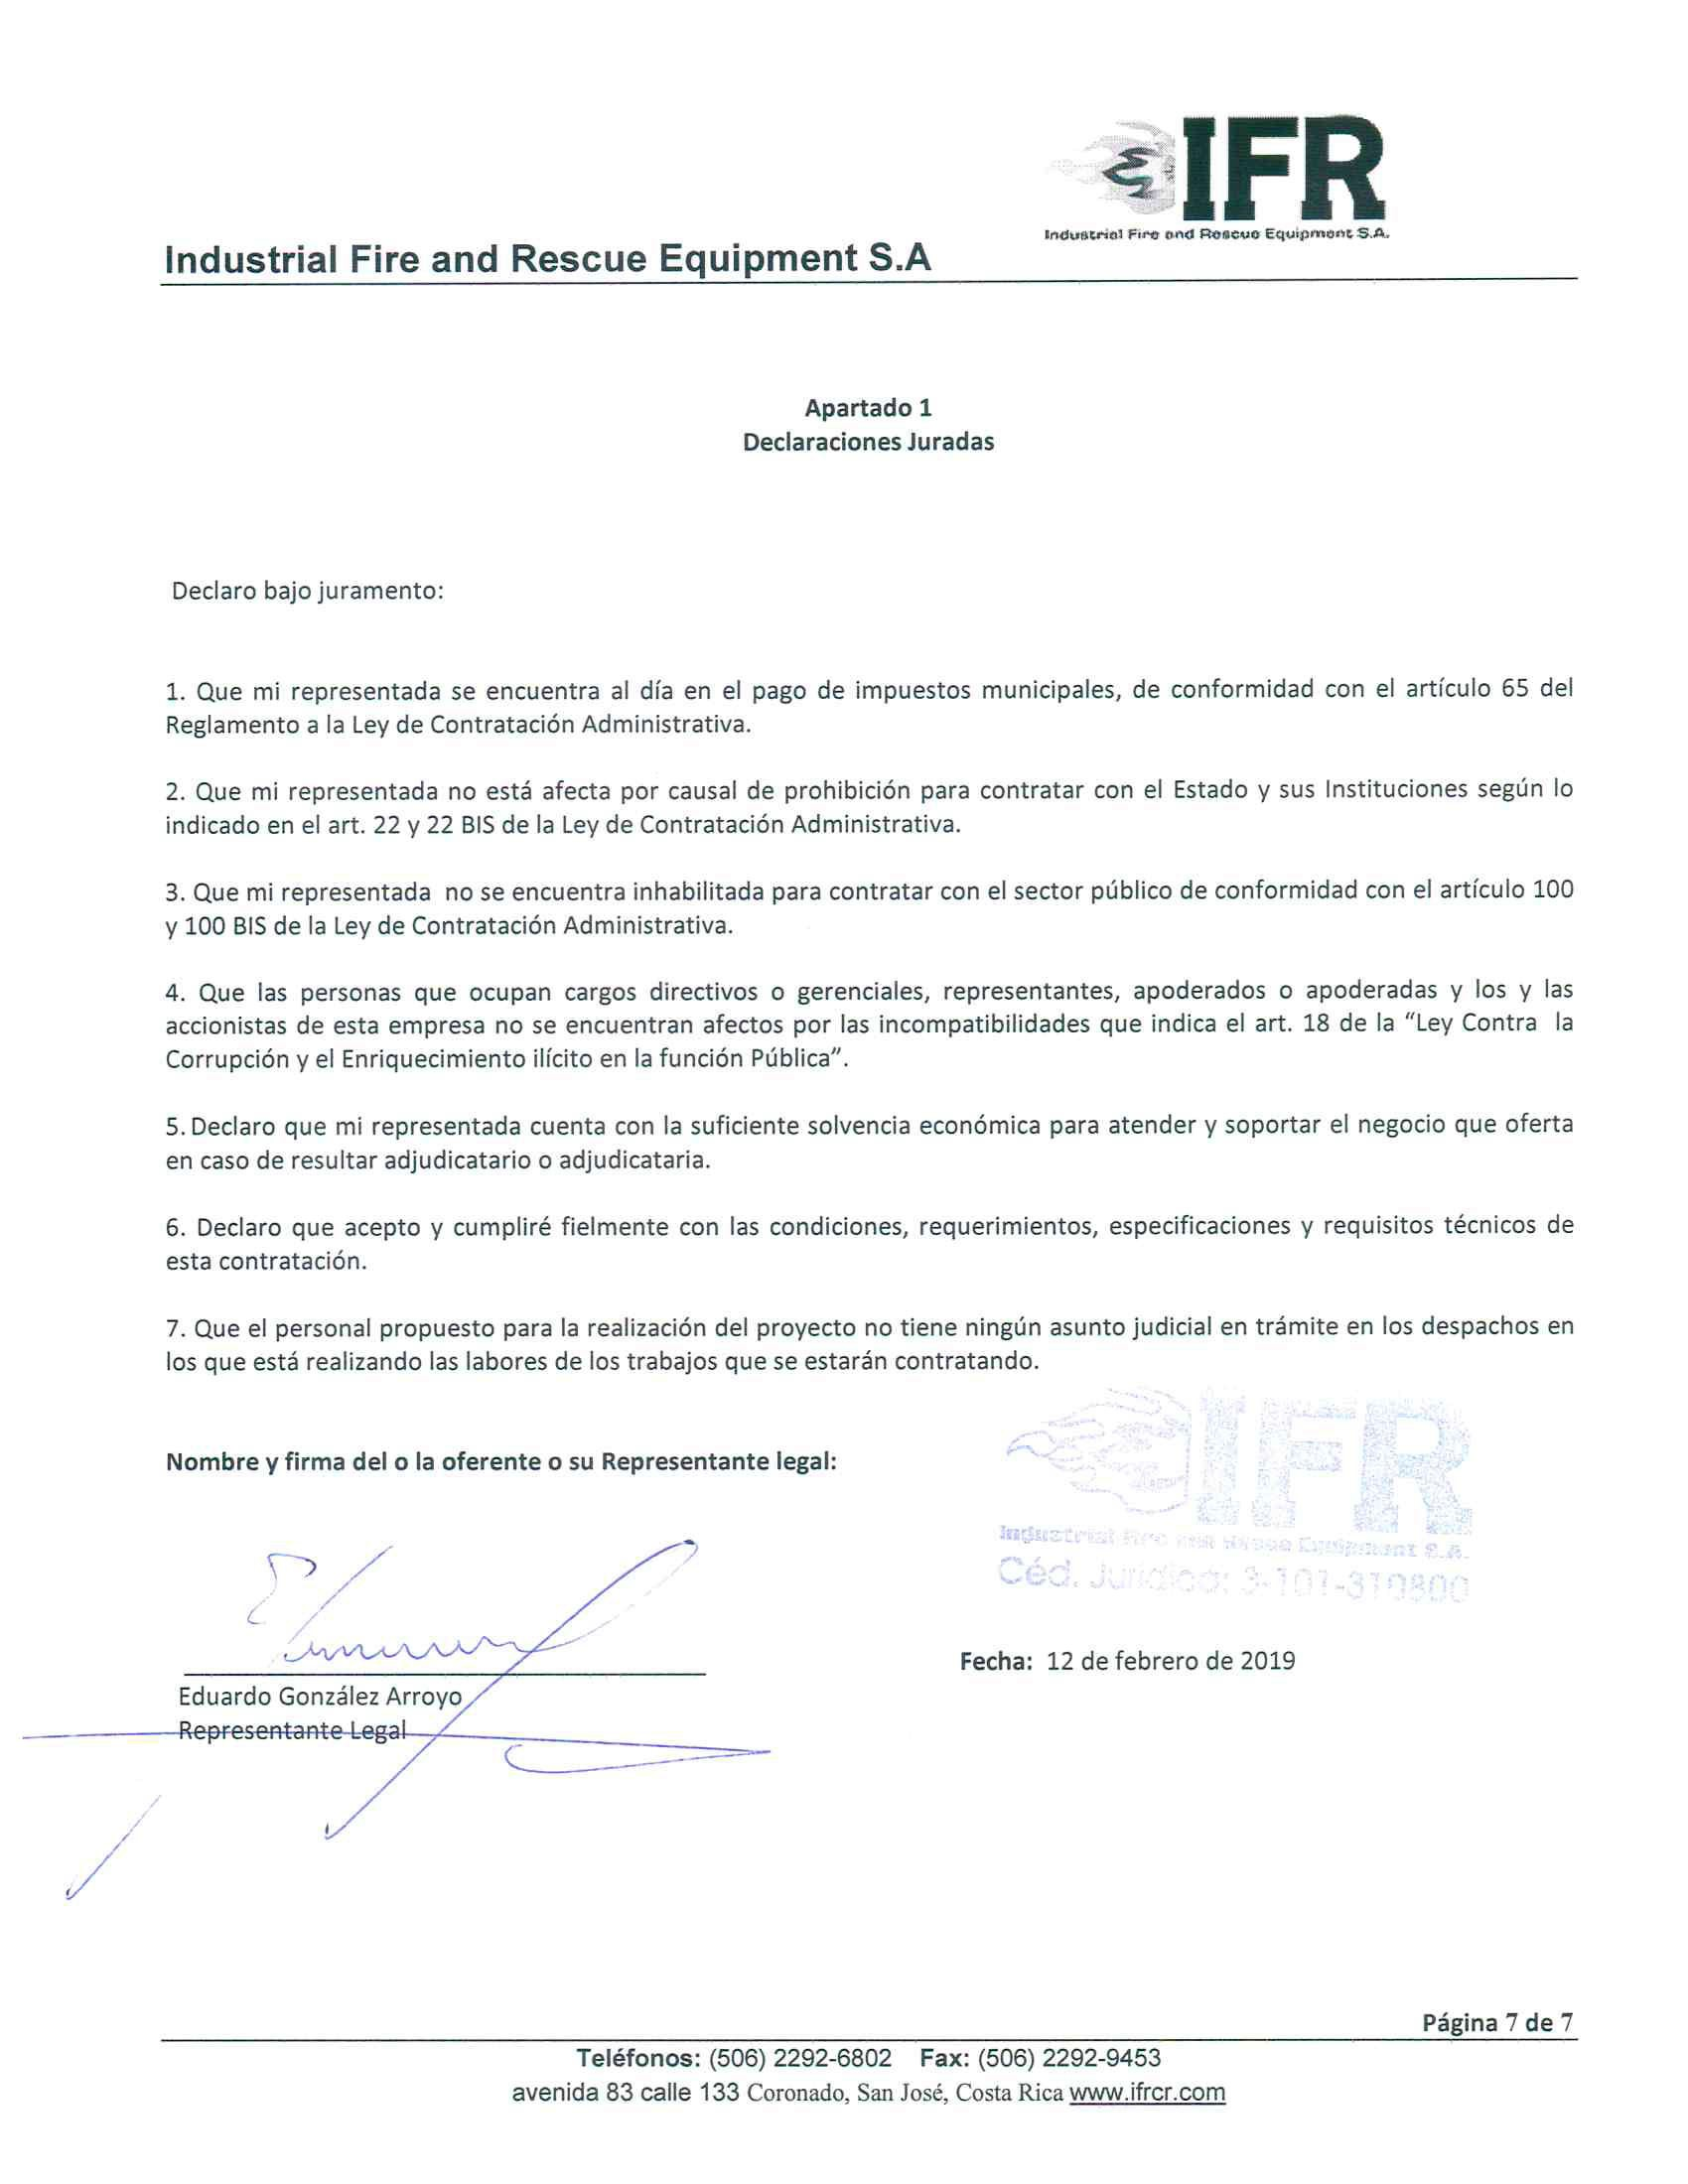 IFR
Industrial Fire and Rescue Equipment S.A.
Industrial Fire and Rescue Equipment S.A
Apartado 1
Declaraciones Juradas
Declaro bajo juramento:
1. Que mi representada se encuentra al día en el pago de impuestos municipales, de conformidad con el artículo 65 del
Reglamento a la Ley de Contratación Administrativa.
2. Que mi representada no está afecta por causal de prohibición para contratar con el Estado y sus Instituciones según lo
indicado en el art. 22 y 22 BIS de la Ley de Contratación Administrativa.
3. Que mi representada no se encuentra inhabilitada para contratar con el sector público de conformidad con el artículo 100
y 100 BIS de la Ley de Contratación Administrativa.
4. Que las personas que ocupan cargos directivos o gerenciales, representantes, apoderados o apoderadas y los y las
accionistas de esta empresa no se encuentran afectos por las incompatibilidades que indica el art. 18 de la “Ley Contra la
Corrupción y el Enriquecimiento ilícito en la función Pública”.
5. Declaro que mi representada cuenta con la suficiente solvencia económica para atender y soportar el negocio que oferta
en caso de resultar adjudicatario o adjudicataria.
6. Declaro que acepto y cumpliré fielmente con las condiciones, requerimientos, especificaciones y requisitos técnicos de
esta contratación.
7. Que el personal propuesto para la realización del proyecto no tiene ningún asunto judicial en trámite en los despachos en
los que está realizando las labores de los trabajos que se estarán contratando.
Nombre y firma del o la oferente o su Representante legal:
IFR
Industrial Fire and Rescue Equipment S.A.
Céd. Jurídica:
Fecha: 12 de febrero de 2019
Eduardo González Arroyo
Representante Legal
Página 7 de 7
Teléfonos: (506) 2292-6802 Fax: (506) 2292-9453
avenida 83 calle 133 Coronado, San José, Costa Rica www.ifrcr.com